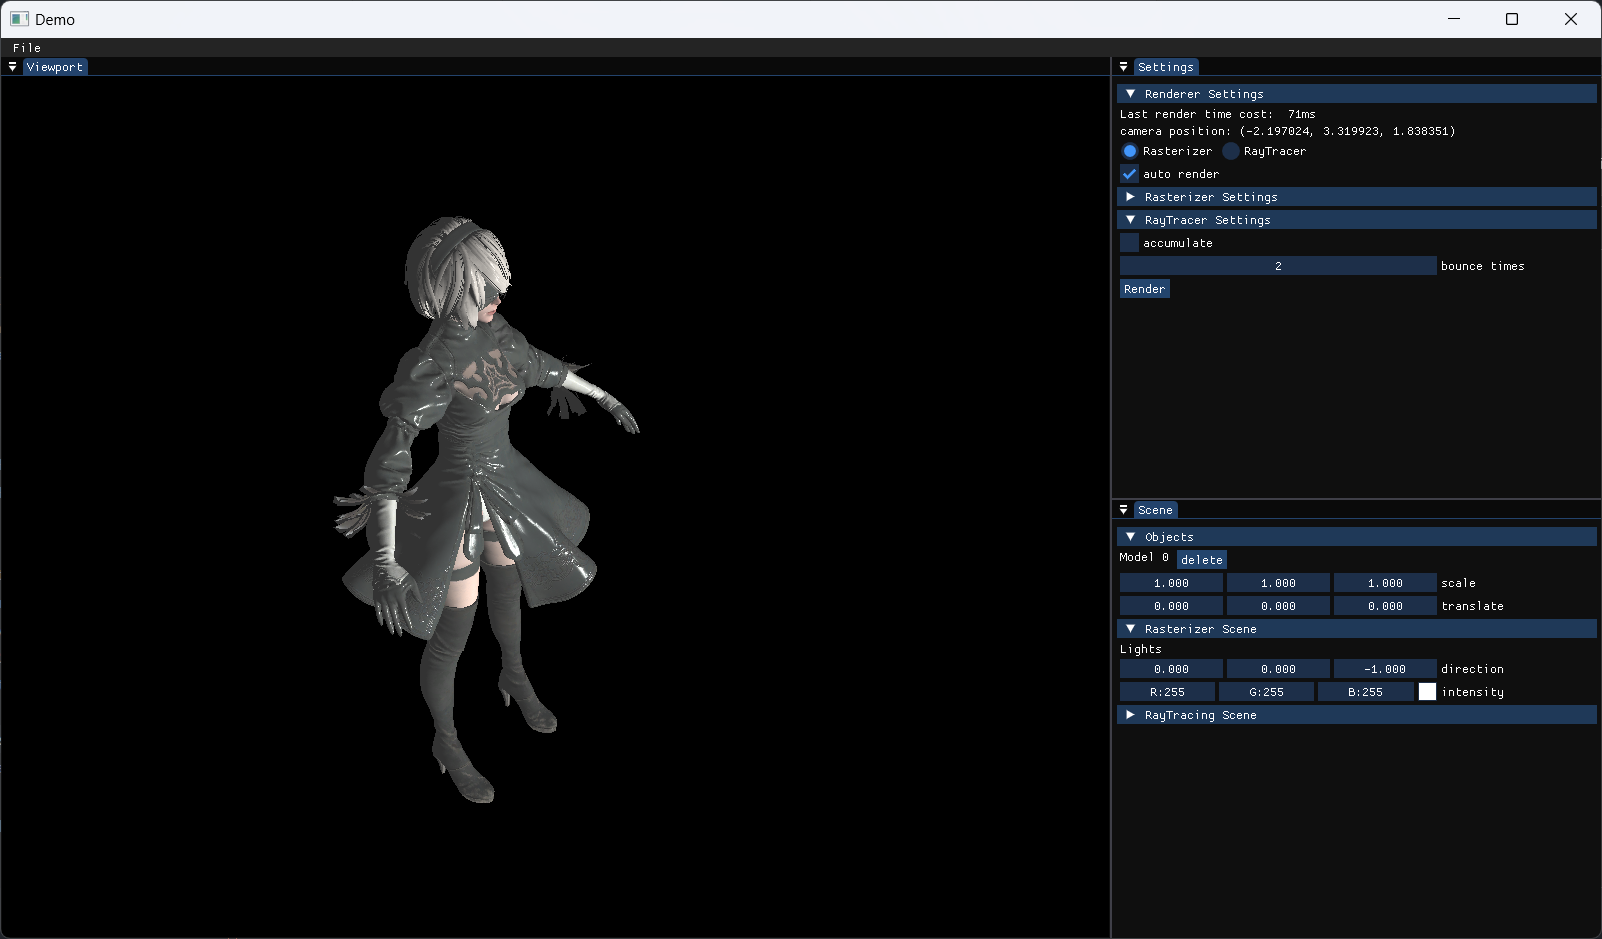 Demo
File
Viewport
Settings
Renderer Settings
Last render time cost:  71ms
camera position: (-2.197024, 3.319923, 1.838351)
Rasterizer RayTracer
auto render
Rasterizer Settings
RayTracer Settings
accumulate
2 bounce times
Render
Scene
Objects
Model 0 delete
1.000 1.000 1.000 scale
0.000 0.000 0.000 translate
Rasterizer Scene
Lights
0.000 0.000 -1.000 direction
R:255 G:255 B:255 intensity
RayTracing Scene